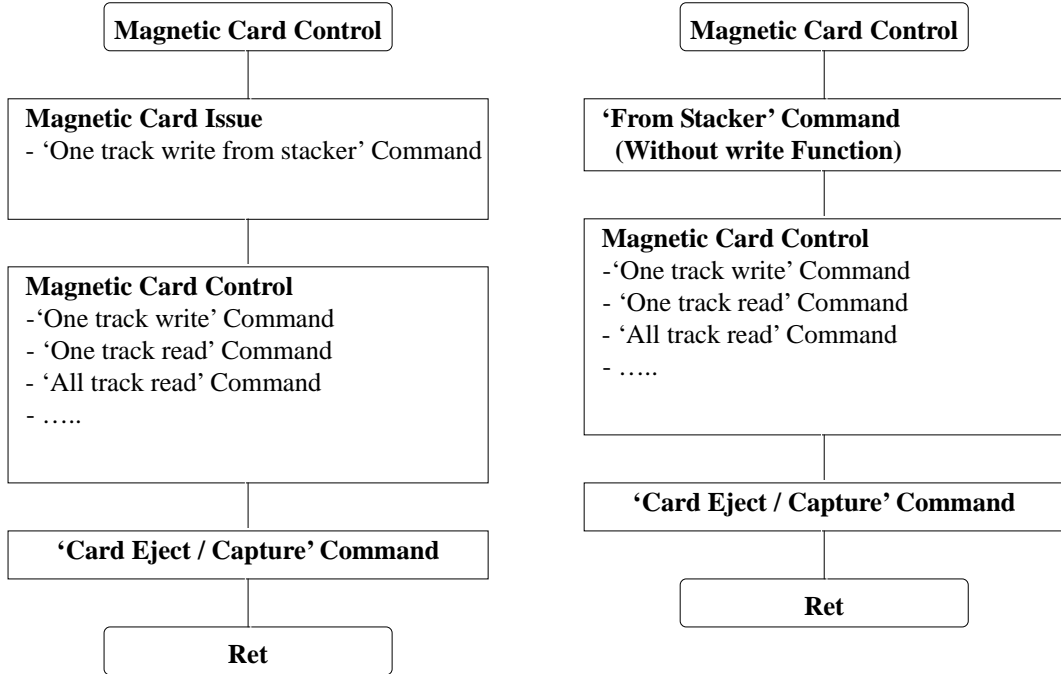 Magnetic Card Control
Magnetic Card Issue
- ‘One track write from stacker’ Command
Magnetic Card Control
-‘One track write’ Command
- ‘One track read’ Command
- ‘All track read’ Command
- …..
‘Card Eject / Capture’ Command
Ret
Magnetic Card Control
‘From Stacker’ Command
(Without write Function)
Magnetic Card Control
-‘One track write’ Command
- ‘One track read’ Command
- ‘All track read’ Command
- …..
‘Card Eject / Capture’ Command
Ret